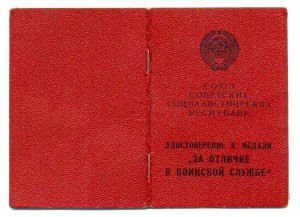 СОЮЗ
СОВЕТСКИХ
СОЦИАЛИСТИЧЕСКИХ
РЕСПУБЛИК
УДОСТОВЕРЕНИЕ К МЕДАЛИ
„ЗА ОТЛИЧИЕ
В ВОИНСКОЙ СЛУЖБЕ“